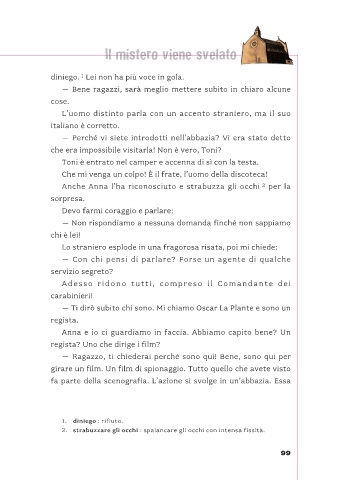 Il mistero viene svelato
diniego. 1 Lei non ha più voce in gola.
— Bene ragazzi, sarà meglio mettere subito in chiaro alcune
cose.
L'uomo distinto parla con un accento straniero, ma il suo
italiano è corretto.
— Perché vi siete introdotti nell'abbazia? Vi era stato detto
che era impossibile visitarla! Non è vero, Toni?
Toni è entrato nel camper e accenna di sì con la testa.
Che mi venga un colpo! È il frate, l'uomo della discoteca!
Anche Anna l'ha riconosciuto e strabuzza gli occhi 2 per la
sorpresa.
Devo farmi coraggio e parlare:
— Non rispondiamo a nessuna domanda finché non sappiamo
chi è lei!
Lo straniero esplode in una fragorosa risata, poi mi chiede:
— Con chi pensi di parlare? Forse un agente di qualche
servizio segreto?
Adesso ridono tutti, compreso il Comandante dei
carabinieri!
— Ti dirò subito chi sono. Mi chiamo Oscar La Plante e sono un
regista.
Anna e io ci guardiamo in faccia. Abbiamo capito bene? Un
regista? Uno che dirige i film?
— Ragazzo, ti chiederai perché sono qui! Bene, sono qui per
girare un film. Un film di spionaggio. Tutto quello che avete visto
fa parte della scenografia. L'azione si svolge in un'abbazia. Essa
1. diniego : rifiuto.
2. strabuzzare gli occhi : spalancare gli occhi con intensa fissità.
99